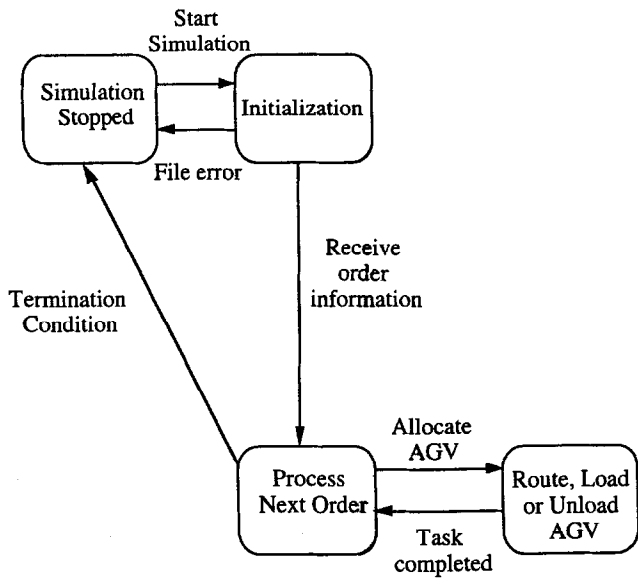 Start
Simulation
Simulation
Stopped
Initialization
File error
Receive
order
information
Termination
Condition
Allocate
AGV
Process
Next Order
Route, Load
or Unload
AGV
Task
completed